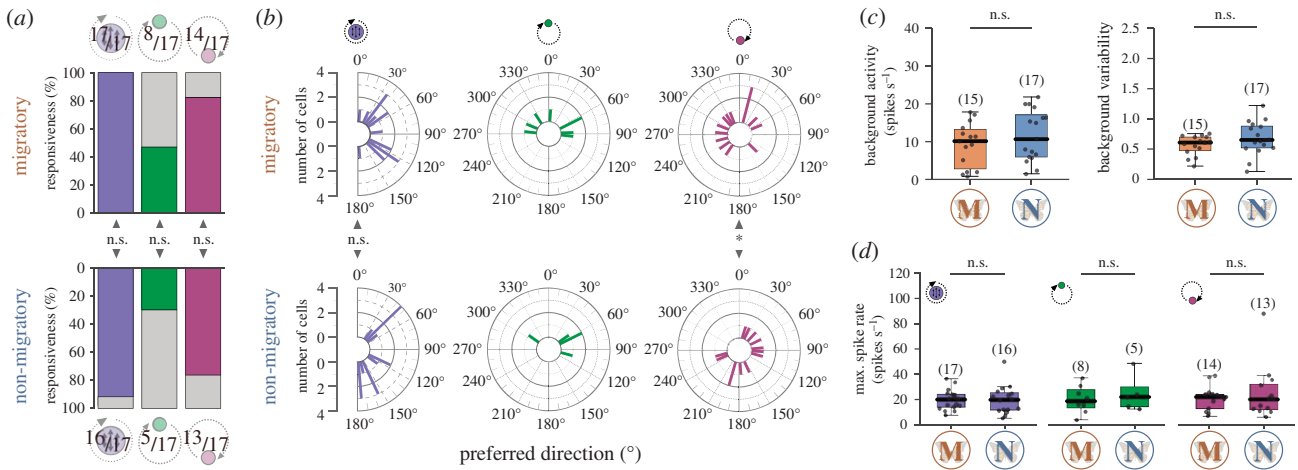 (a)
17/17 8/17 14/17
migratory
responsiveness (%)
100
80
60
40
20
0
n.s. n.s. n.s.
non-migratory
responsiveness (%)
0
20
40
60
80
100
16/17 5/17 13/17
(b)
migratory
number of cells
4
2
0
0
2
4
0°
30°
60°
90°
120°
150°
180°
0°
330° 30°
300° 60°
270° 90°
240° 120°
210° 150°
180°
0°
330° 30°
300° 60°
270° 90°
240° 120°
210° 150°
180°
n.s. *
non-migratory
number of cells
4
2
0
0
2
4
0°
30°
60°
90°
120°
150°
180°
0°
330° 30°
300° 60°
270° 90°
240° 120°
210° 150°
180°
0°
330° 30°
300° 60°
270° 90°
240° 120°
210° 150°
180°
preferred direction (°)
(c)
n.s.
background activity
(spikes s⁻¹)
40
30
20
10
0
(15) (17)
M N
n.s.
background variability
2.5
2.0
1.5
1.0
0.5
0
(15) (17)
M N
(d)
n.s. n.s. n.s.
max. spike rate
(spikes s⁻¹)
120
100
80
60
40
20
0
(17) (16) (8) (5) (14) (13)
M N M N M N